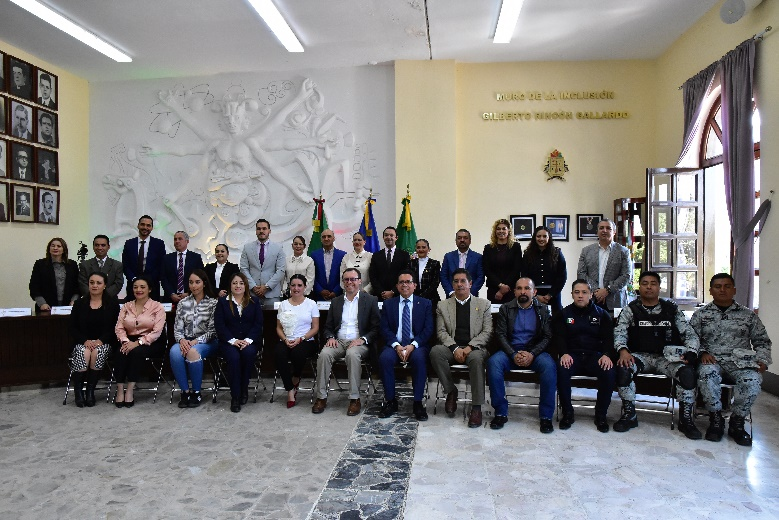 MURO DE LA INCLUSIÓN
GILBERTO RINCÓN GALLARDO